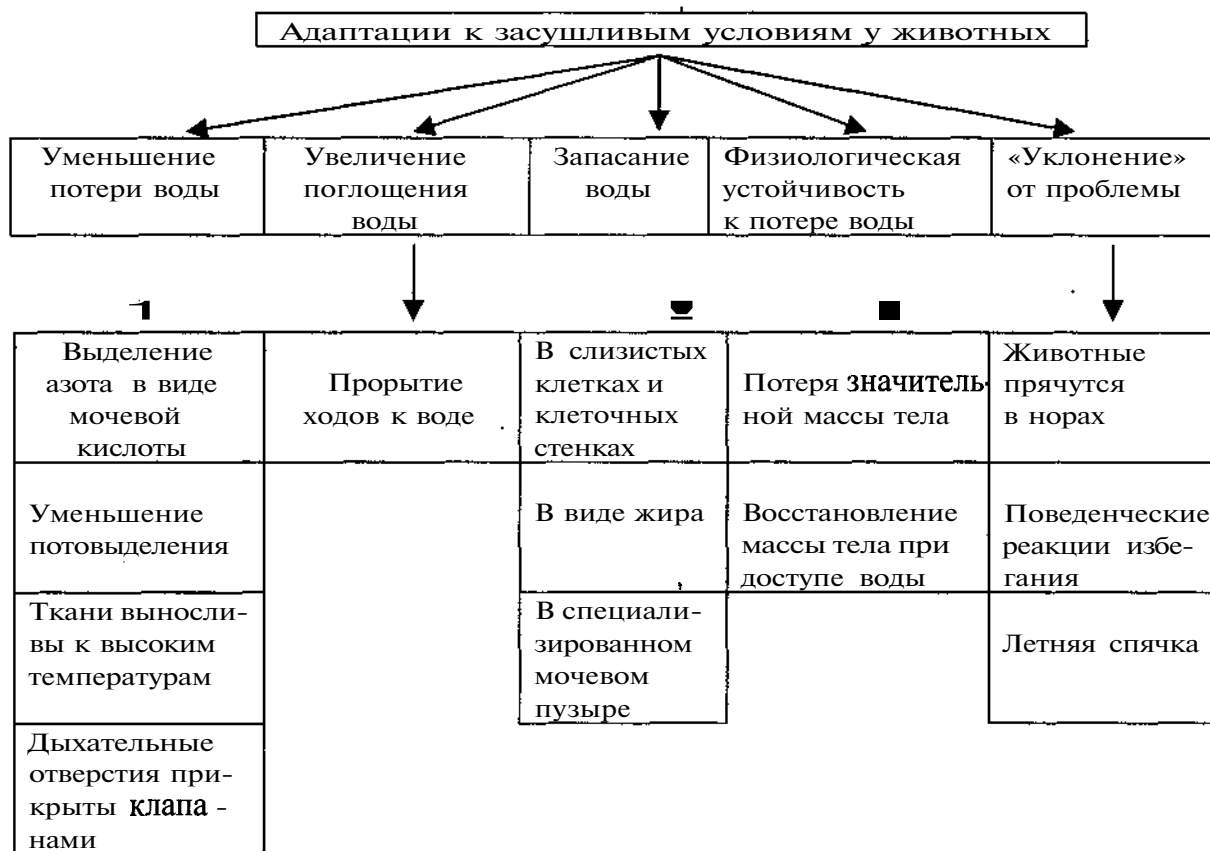 Адаптации к засушливым условиям у животных
Уменьшение
потери воды
Увеличение
поглощения
воды
Запасание
воды
Физиологическая
устойчивость
к потере воды
«Уклонение»
от проблемы
Выделение
азота в виде
мочевой
кислоты
Прорытие
ходов к воде
В слизистых
клетках и
клеточных
стенках
Потеря значитель-
ной массы тела
Животные
прячутся
в норах
Уменьшение
потовыделения
В виде жира
Восстановление
массы тела при
доступе воды
Поведенческие
реакции избе-
гания
Ткани выносли-
вы к высоким
температурам
В специали-
зированном
мочевом
пузыре
Летняя спячка
Дыхательные
отверстия при-
крыты клапа -
нами